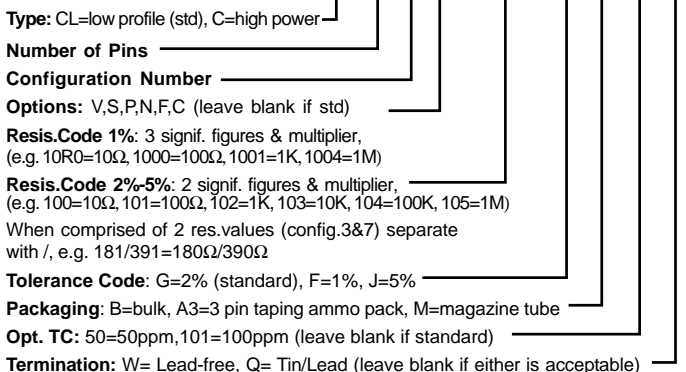 Type: CL=low profile (std), C=high power
Number of Pins
Configuration Number
Options: V,S,P,N,F,C (leave blank if std)
Resis.Code 1%: 3 signif. figures & multiplier,
(e.g. 10R0=10Ω, 1000=100Ω, 1001=1K, 1004=1M)
Resis.Code 2%-5%: 2 signif. figures & multiplier,
(e.g. 100=10Ω, 101=100Ω, 102=1K, 103=10K, 104=100K, 105=1M)
When comprised of 2 res.values (config.3&7) separate
with /, e.g. 181/391=180Ω/390Ω
Tolerance Code: G=2% (standard), F=1%, J=5%
Packaging: B=bulk, A3=3 pin taping ammo pack, M=magazine tube
Opt. TC: 50=50ppm,101=100ppm (leave blank if standard)
Termination: W= Lead-free, Q= Tin/Lead (leave blank if either is acceptable)